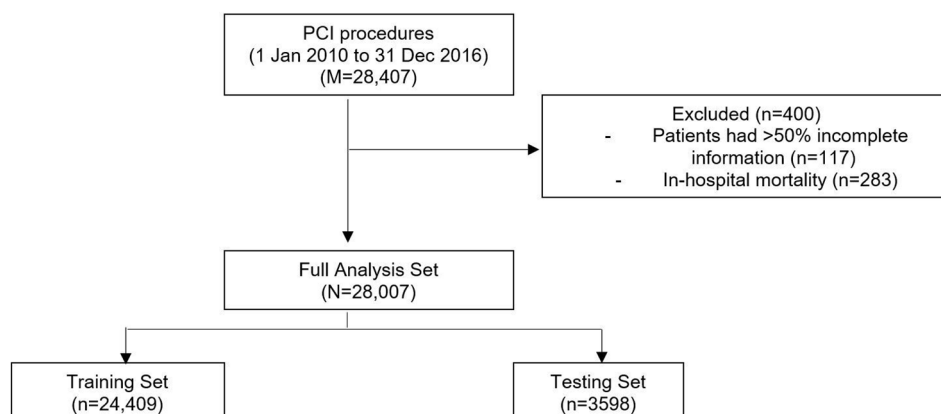 PCI procedures
(1 Jan 2010 to 31 Dec 2016)
(M=28,407)
Excluded (n=400)
- Patients had >50% incomplete
information (n=117)
- In-hospital mortality (n=283)
Full Analysis Set
(N=28,007)
Training Set
(n=24,409)
Testing Set
(n=3598)